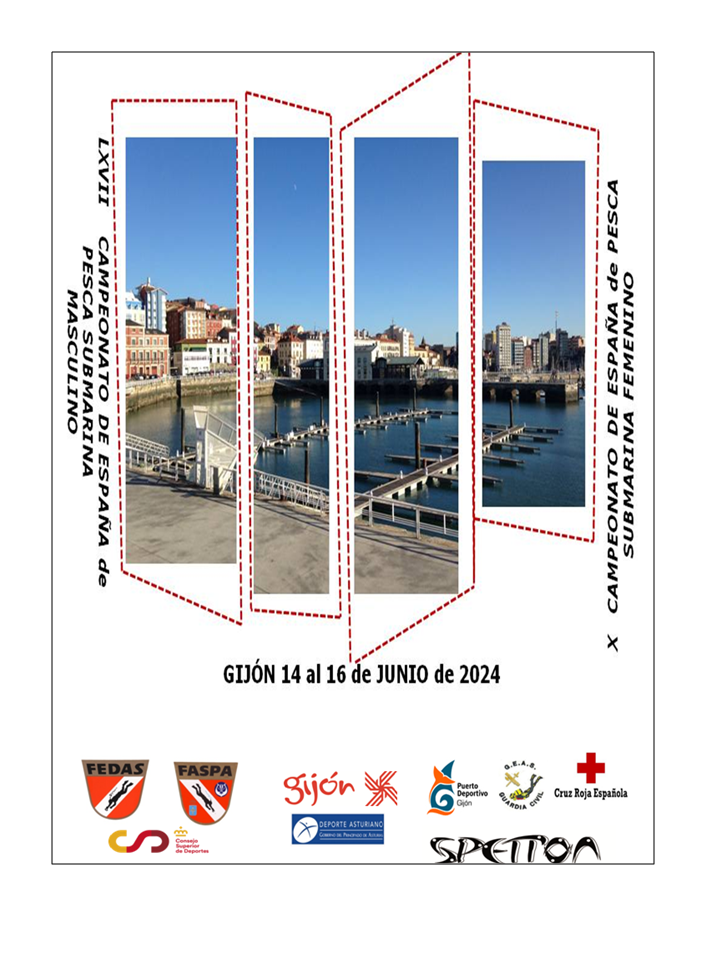 LXVII CAMPEONATO DE ESPAÑA de
PESCA SUBMARINA
MASCULINO
X CAMPEONATO DE ESPAÑA de PESCA
SUBMARINA FEMENINO
GIJÓN 14 al 16 de JUNIO de 2024
FEDAS
FASPA
gijón
Puerto
Deportivo
Gijón
G.E.A.S.
GUARDIA CIVIL
Cruz Roja Española
CSD
Consejo
Superior
de Deportes
DEPORTE ASTURIANO
GOBIERNO DEL PRINCIPADO DE ASTURIAS